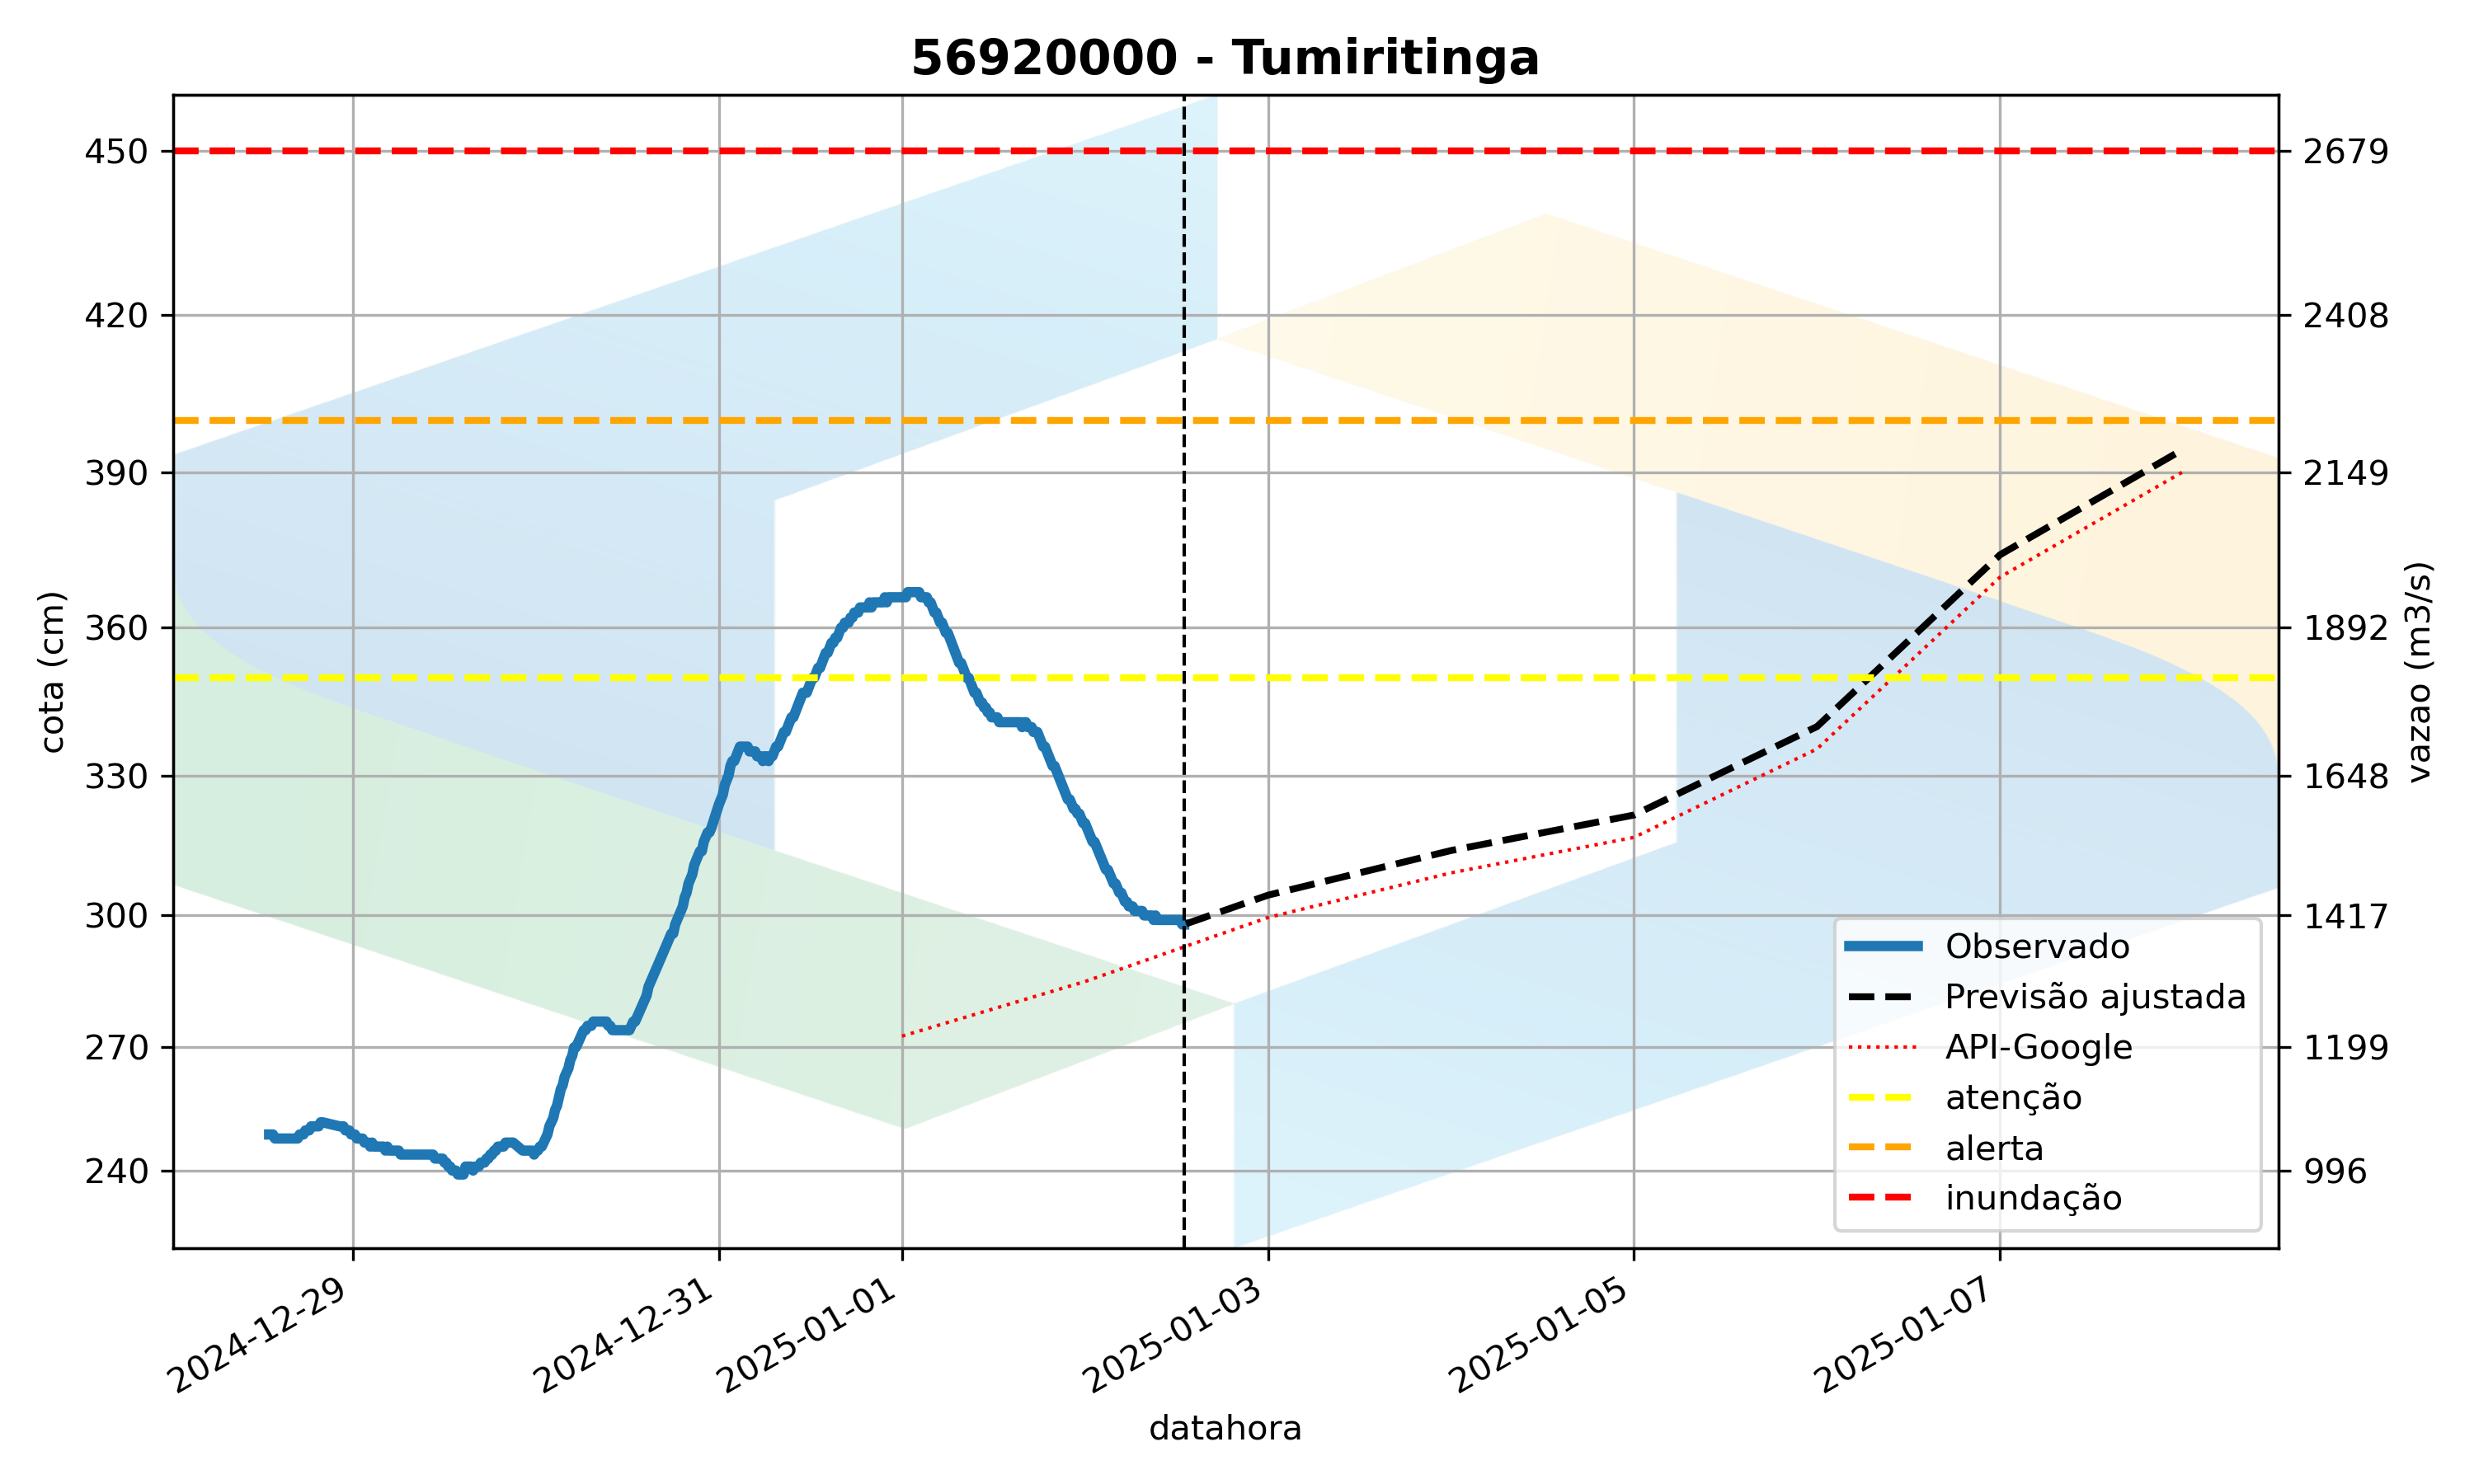 56920000 - Tumiritinga
450
420
390
360
330
300
270
240
cota (cm)
2679
2408
2149
1892
1648
1417
1199
996
vazao (m3/s)
Observado
Previsão ajustada
API-Google
atenção
alerta
inundação
2024-12-29
2024-12-31
2025-01-01
2025-01-03
2025-01-05
2025-01-07
datahora